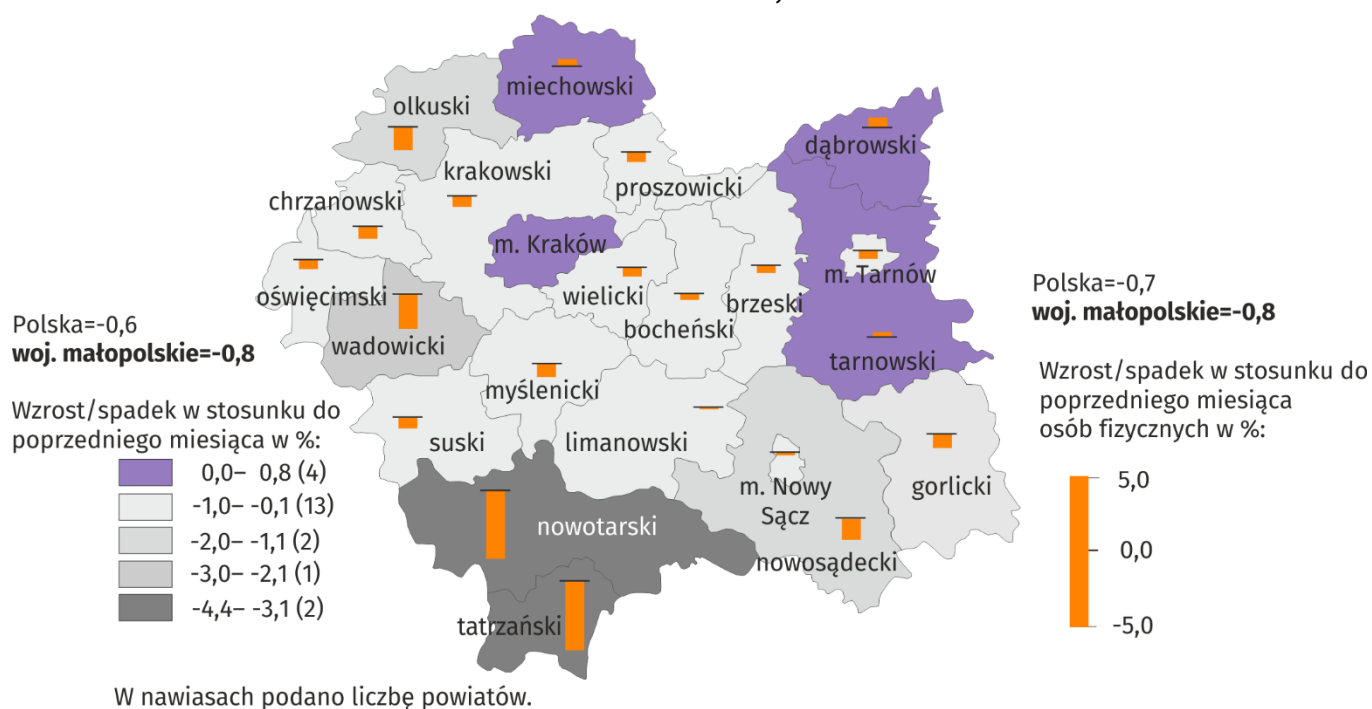 miechowski
olkuski
dąbrowski
krakowski
proszowicki
chrzanowski
m. Kraków
m. Tarnów
oświęcimski
wielicki
brzeski
bocheński
wadowicki
tarnowski
myślenicki
suski
limanowski
m. Nowy
Sącz
gorlicki
nowotarski
nowosądecki
tatrzański
Polska=-0,6
woj. małopolskie=-0,8
Wzrost/spadek w stosunku do
poprzedniego miesiąca w %:
0,0– 0,8 (4)
-1,0– -0,1 (13)
-2,0– -1,1 (2)
-3,0– -2,1 (1)
-4,4– -3,1 (2)
Polska=-0,7
woj. małopolskie=-0,8
Wzrost/spadek w stosunku do
poprzedniego miesiąca
osób fizycznych w %:
5,0
0,0
-5,0
W nawiasach podano liczbę powiatów.